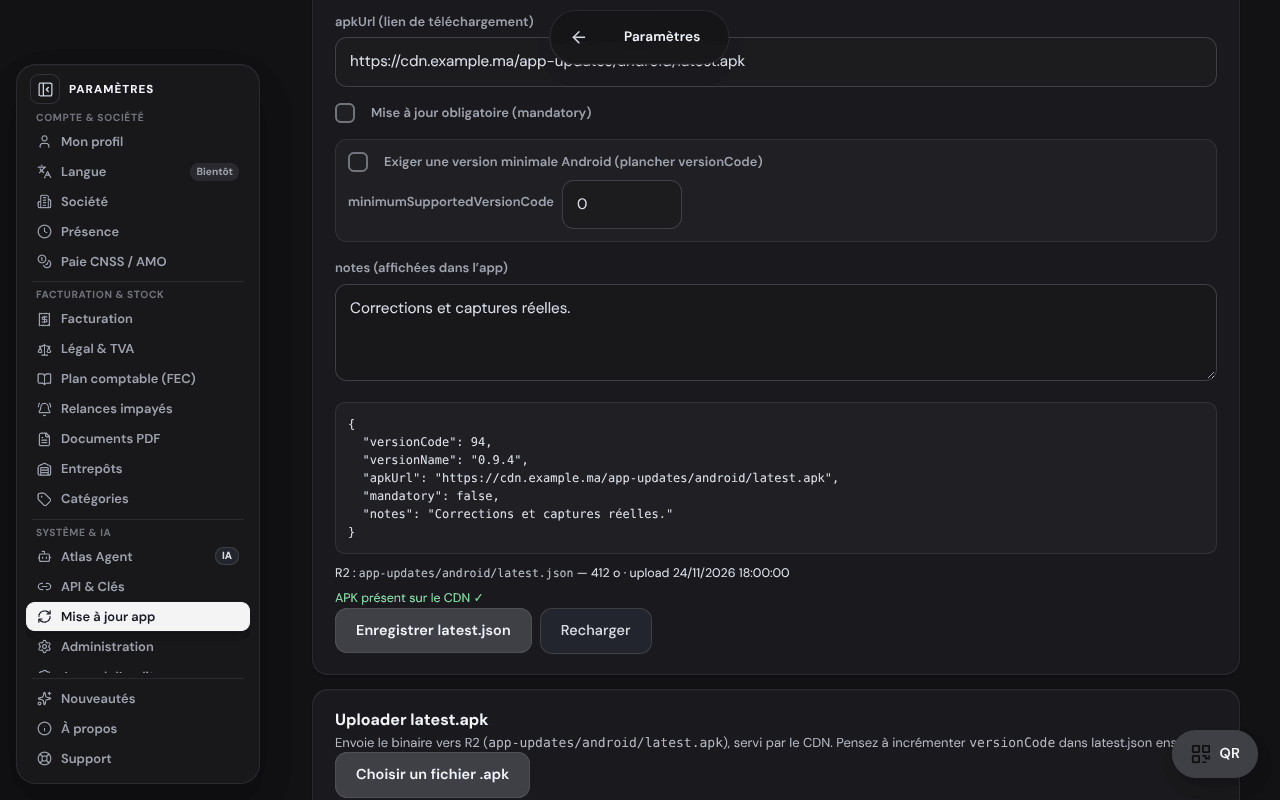 PARAMÈTRES
COMPTE & SOCIÉTÉ
Mon profil
Langue Bientôt
Société
Présence
Paie CNSS / AMO
FACTURATION & STOCK
Facturation
Légal & TVA
Plan comptable (FEC)
Relances impayés
Documents PDF
Entrepôts
Catégories
SYSTÈME & IA
Atlas Agent IA
API & Clés
Mise à jour app
Administration
Nouveautés
À propos
Support
Paramètres
apkUrl (lien de téléchargement)
https://cdn.example.ma/app-updates/android/latest.apk
Mise à jour obligatoire (mandatory)
Exiger une version minimale Android (plancher versionCode)
minimumSupportedVersionCode 0
notes (affichées dans l’app)
Corrections et captures réelles.
{
"versionCode": 94,
"versionName": "0.9.4",
"apkUrl": "https://cdn.example.ma/app-updates/android/latest.apk",
"mandatory": false,
"notes": "Corrections et captures réelles."
}
R2 : app-updates/android/latest.json — 412 o · upload 24/11/2026 18:00:00
APK présent sur le CDN ✓
Enregistrer latest.json Recharger
Uploader latest.apk
Envoie le binaire vers R2 (app-updates/android/latest.apk), servi par le CDN. Pensez à incrémenter versionCode dans latest.json
Choisir un fichier .apk
QR